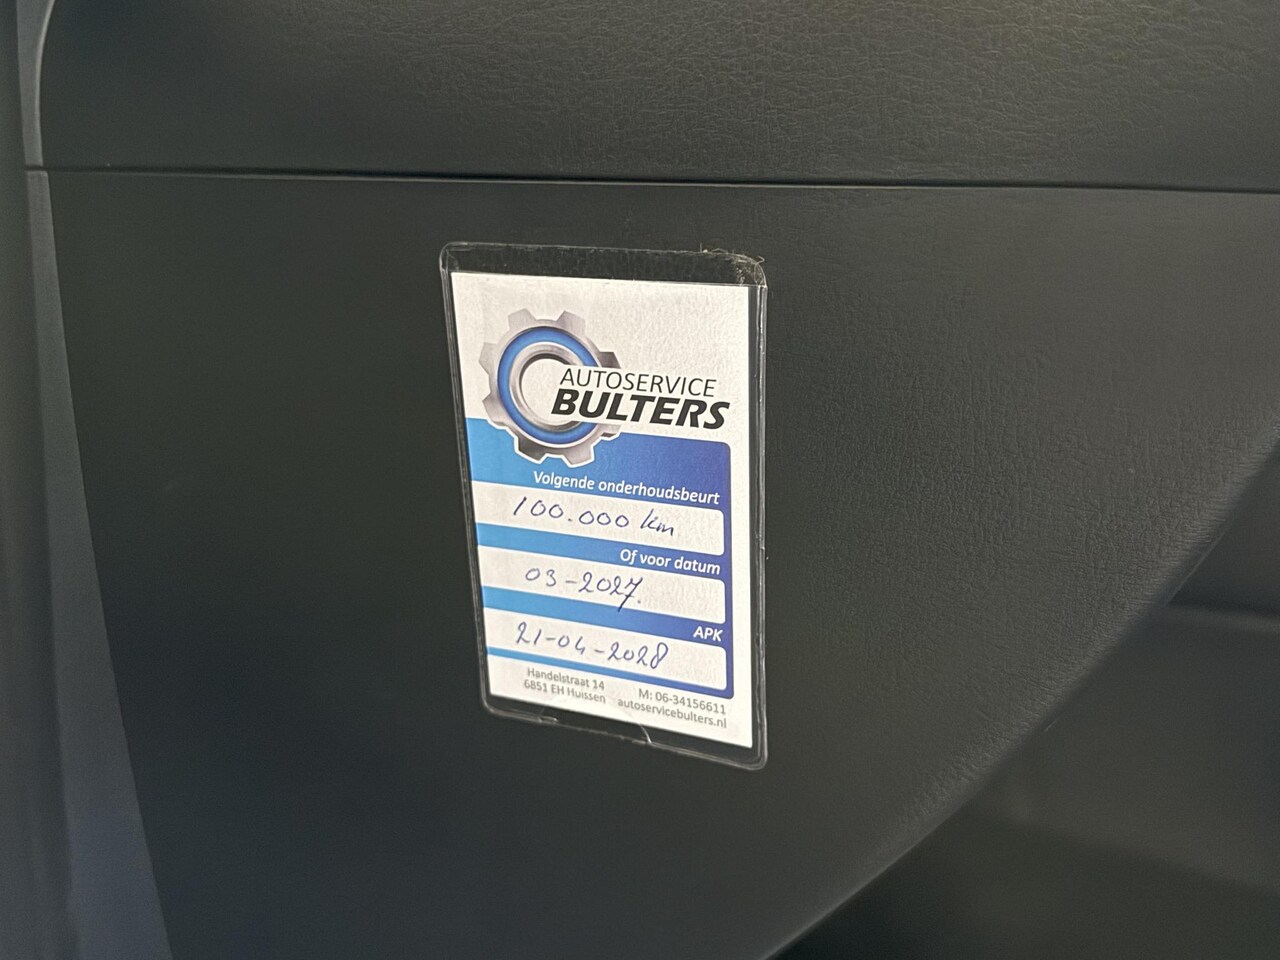 AUTOSERVICE
BULTERS
Volgende onderhoudsbeurt
100.000 km
Of voor datum
03-2027.
APK
21-04-2028
Handelstraat 14
6851 EH Huissen
M: 06-34156611
autoservicebulters.nl